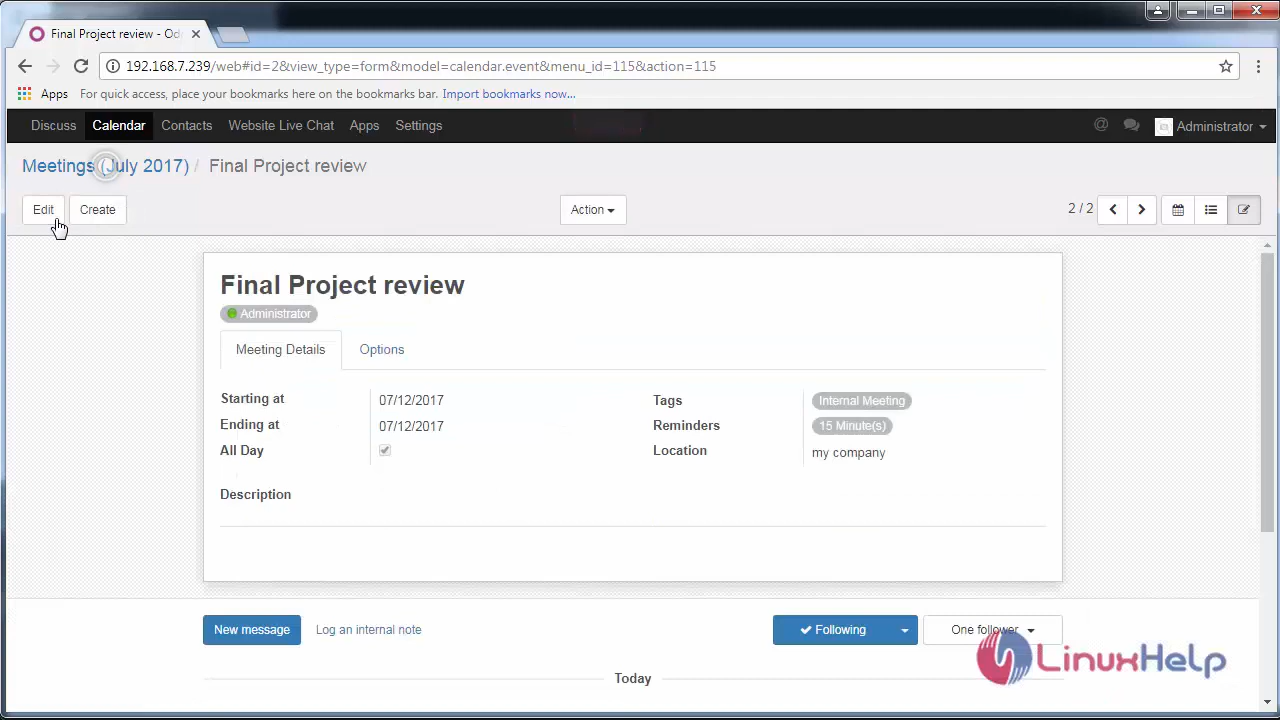 Final Project review - Od
192.168.7.239/web#id=2&view_type=form&model=calendar.event&menu_id=115&action=115
Apps For quick access, place your bookmarks here on the bookmarks bar. Import bookmarks now...
Discuss Calendar Contacts Website Live Chat Apps Settings @ Administrator
Meetings (July 2017) / Final Project review
Edit Create Action 2 / 2
Final Project review
Administrator
Meeting Details Options
Starting at 07/12/2017 Tags Internal Meeting
Ending at 07/12/2017 Reminders 15 Minute(s)
All Day Location my company
Description
New message Log an internal note Following One follower
LinuxHelp
Today